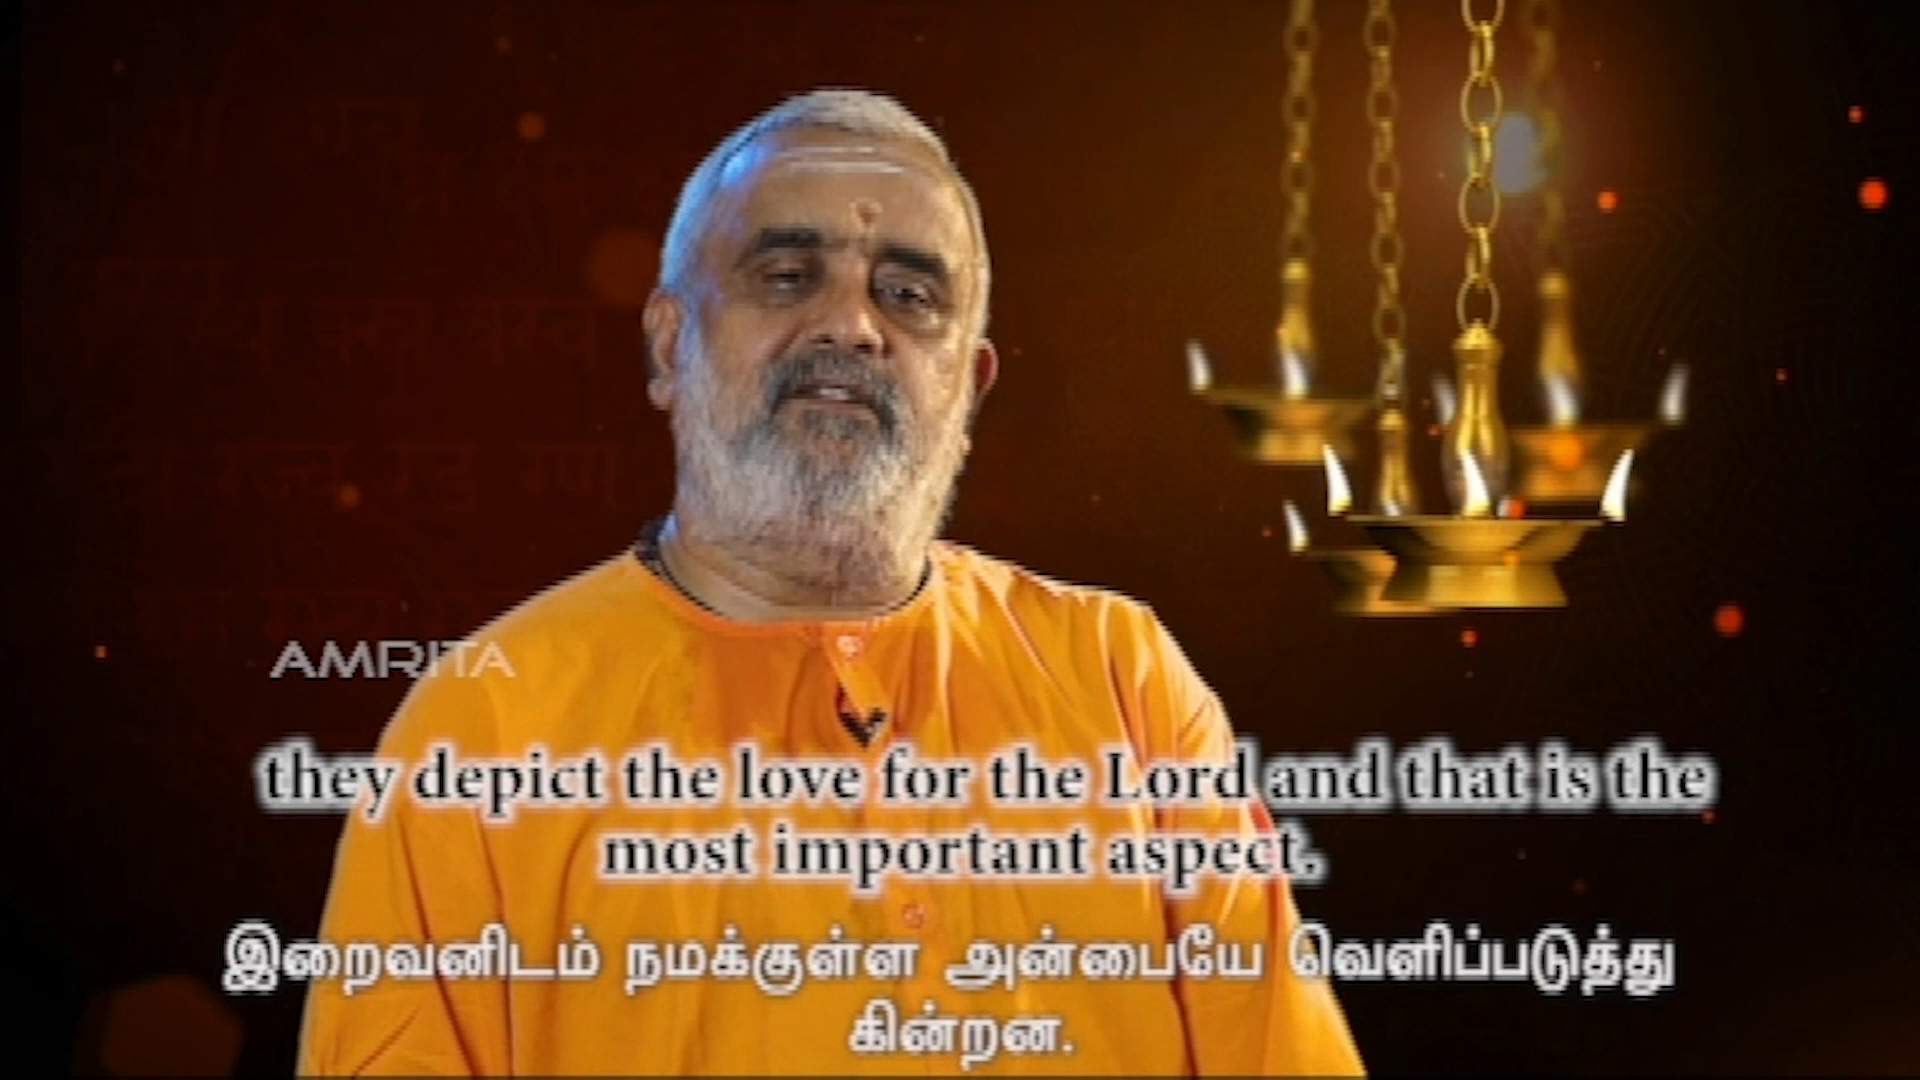 AMRITA
they depict the love for the Lord and that is the
most important aspect,
இறைவனிடம் நமக்குள்ள அன்பையே வெளிப்படுத்து
கின்றன.